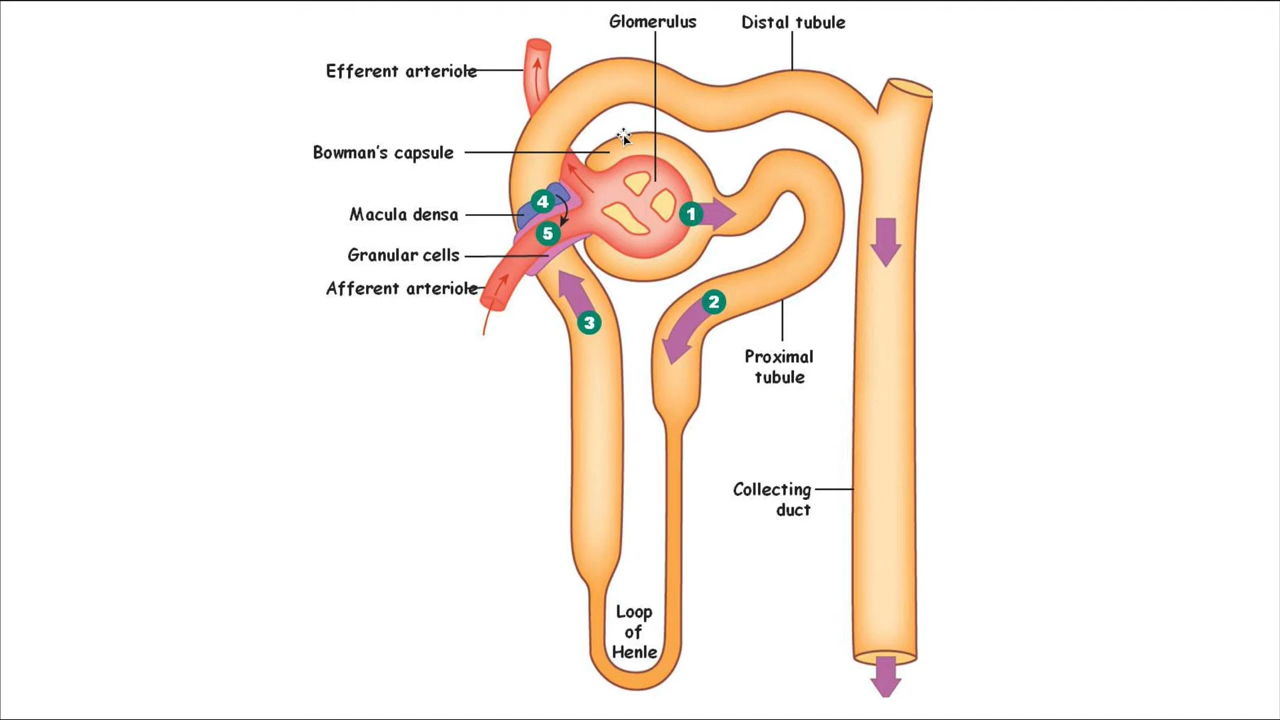 Glomerulus
Distal tubule
Efferent arteriole
Bowman's capsule
4
Macula densa
1
5
Granular cells
Afferent arteriole
2
3
Proximal
tubule
Collecting
duct
Loop
of
Henle